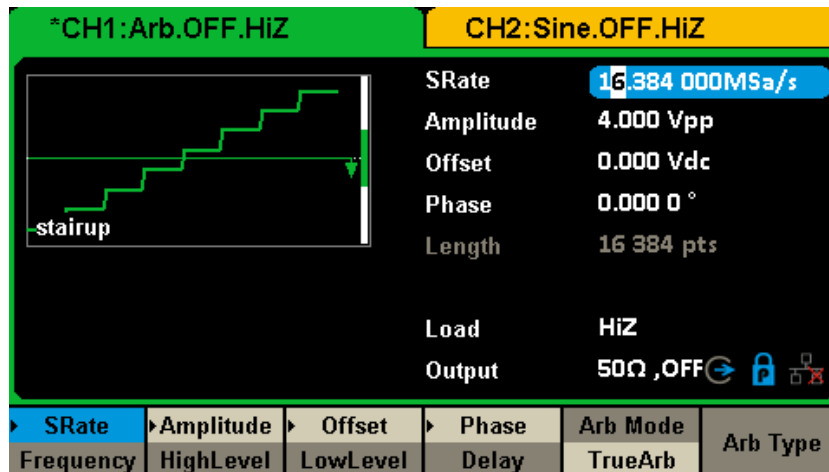 *CH1:Arb.OFF.HiZ
CH2:Sine.OFF.HiZ
SRate 16.384 000MSa/s
Amplitude 4.000 Vpp
Offset 0.000 Vdc
Phase 0.000 0 °
stairup
Length 16 384 pts
Load HiZ
Output 50Ω ,OFF
P
SRate Amplitude Offset Phase Arb Mode Arb Type
Frequency HighLevel LowLevel Delay TrueArb